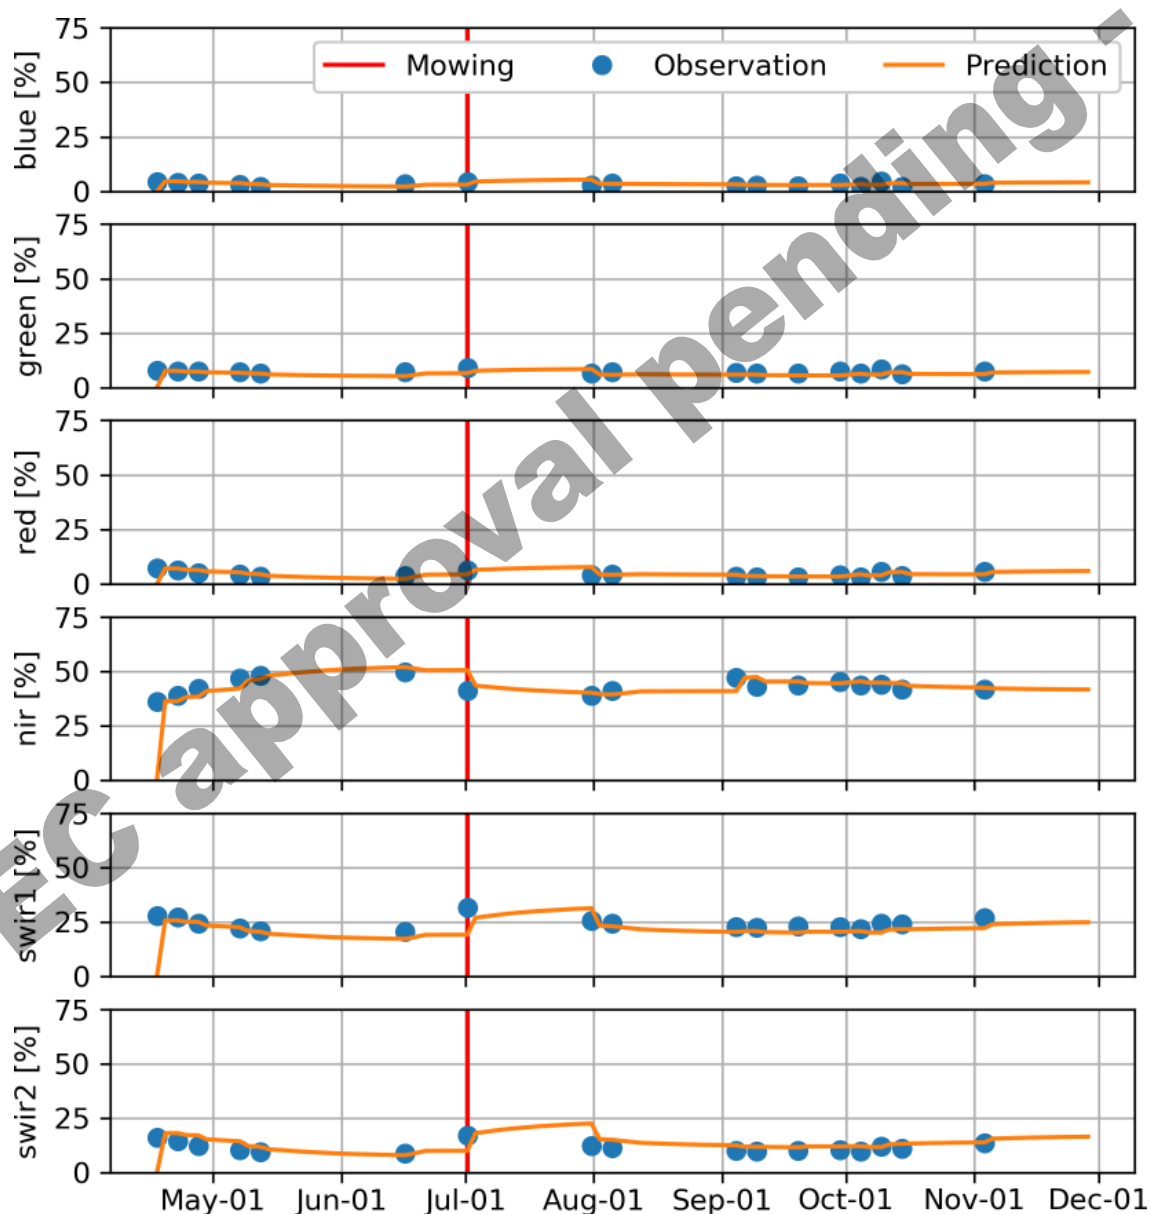 75
50
25
0
blue [%]
Mowing
Observation
Prediction
75
50
25
0
green [%]
75
50
25
0
red [%]
75
50
25
0
nir [%]
75
50
25
0
swir1 [%]
75
50
25
0
swir2 [%]
May-01 Jun-01 Jul-01 Aug-01 Sep-01 Oct-01 Nov-01 Dec-01
EC approval pending -